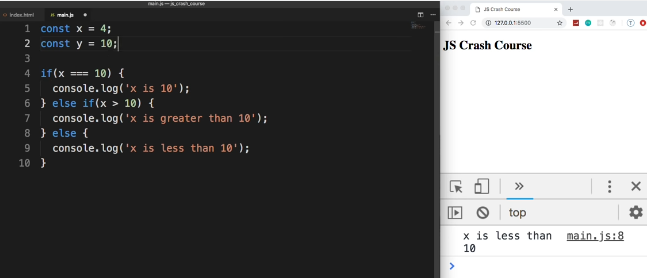 main.js — js_crash_course
index.html
main.js
1 const x = 4;
2 const y = 10;
3
4 if(x === 10) {
5 console.log('x is 10');
6 } else if(x > 10) {
7 console.log('x is greater than 10');
8 } else {
9 console.log('x is less than 10');
10 }
JS Crash Course
127.0.0.1:5500
JS Crash Course
top
x is less than main.js:8
10